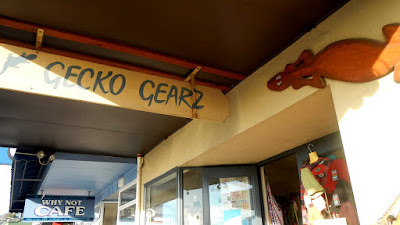 GECKO GEARZ
WHY NOT
CAFE